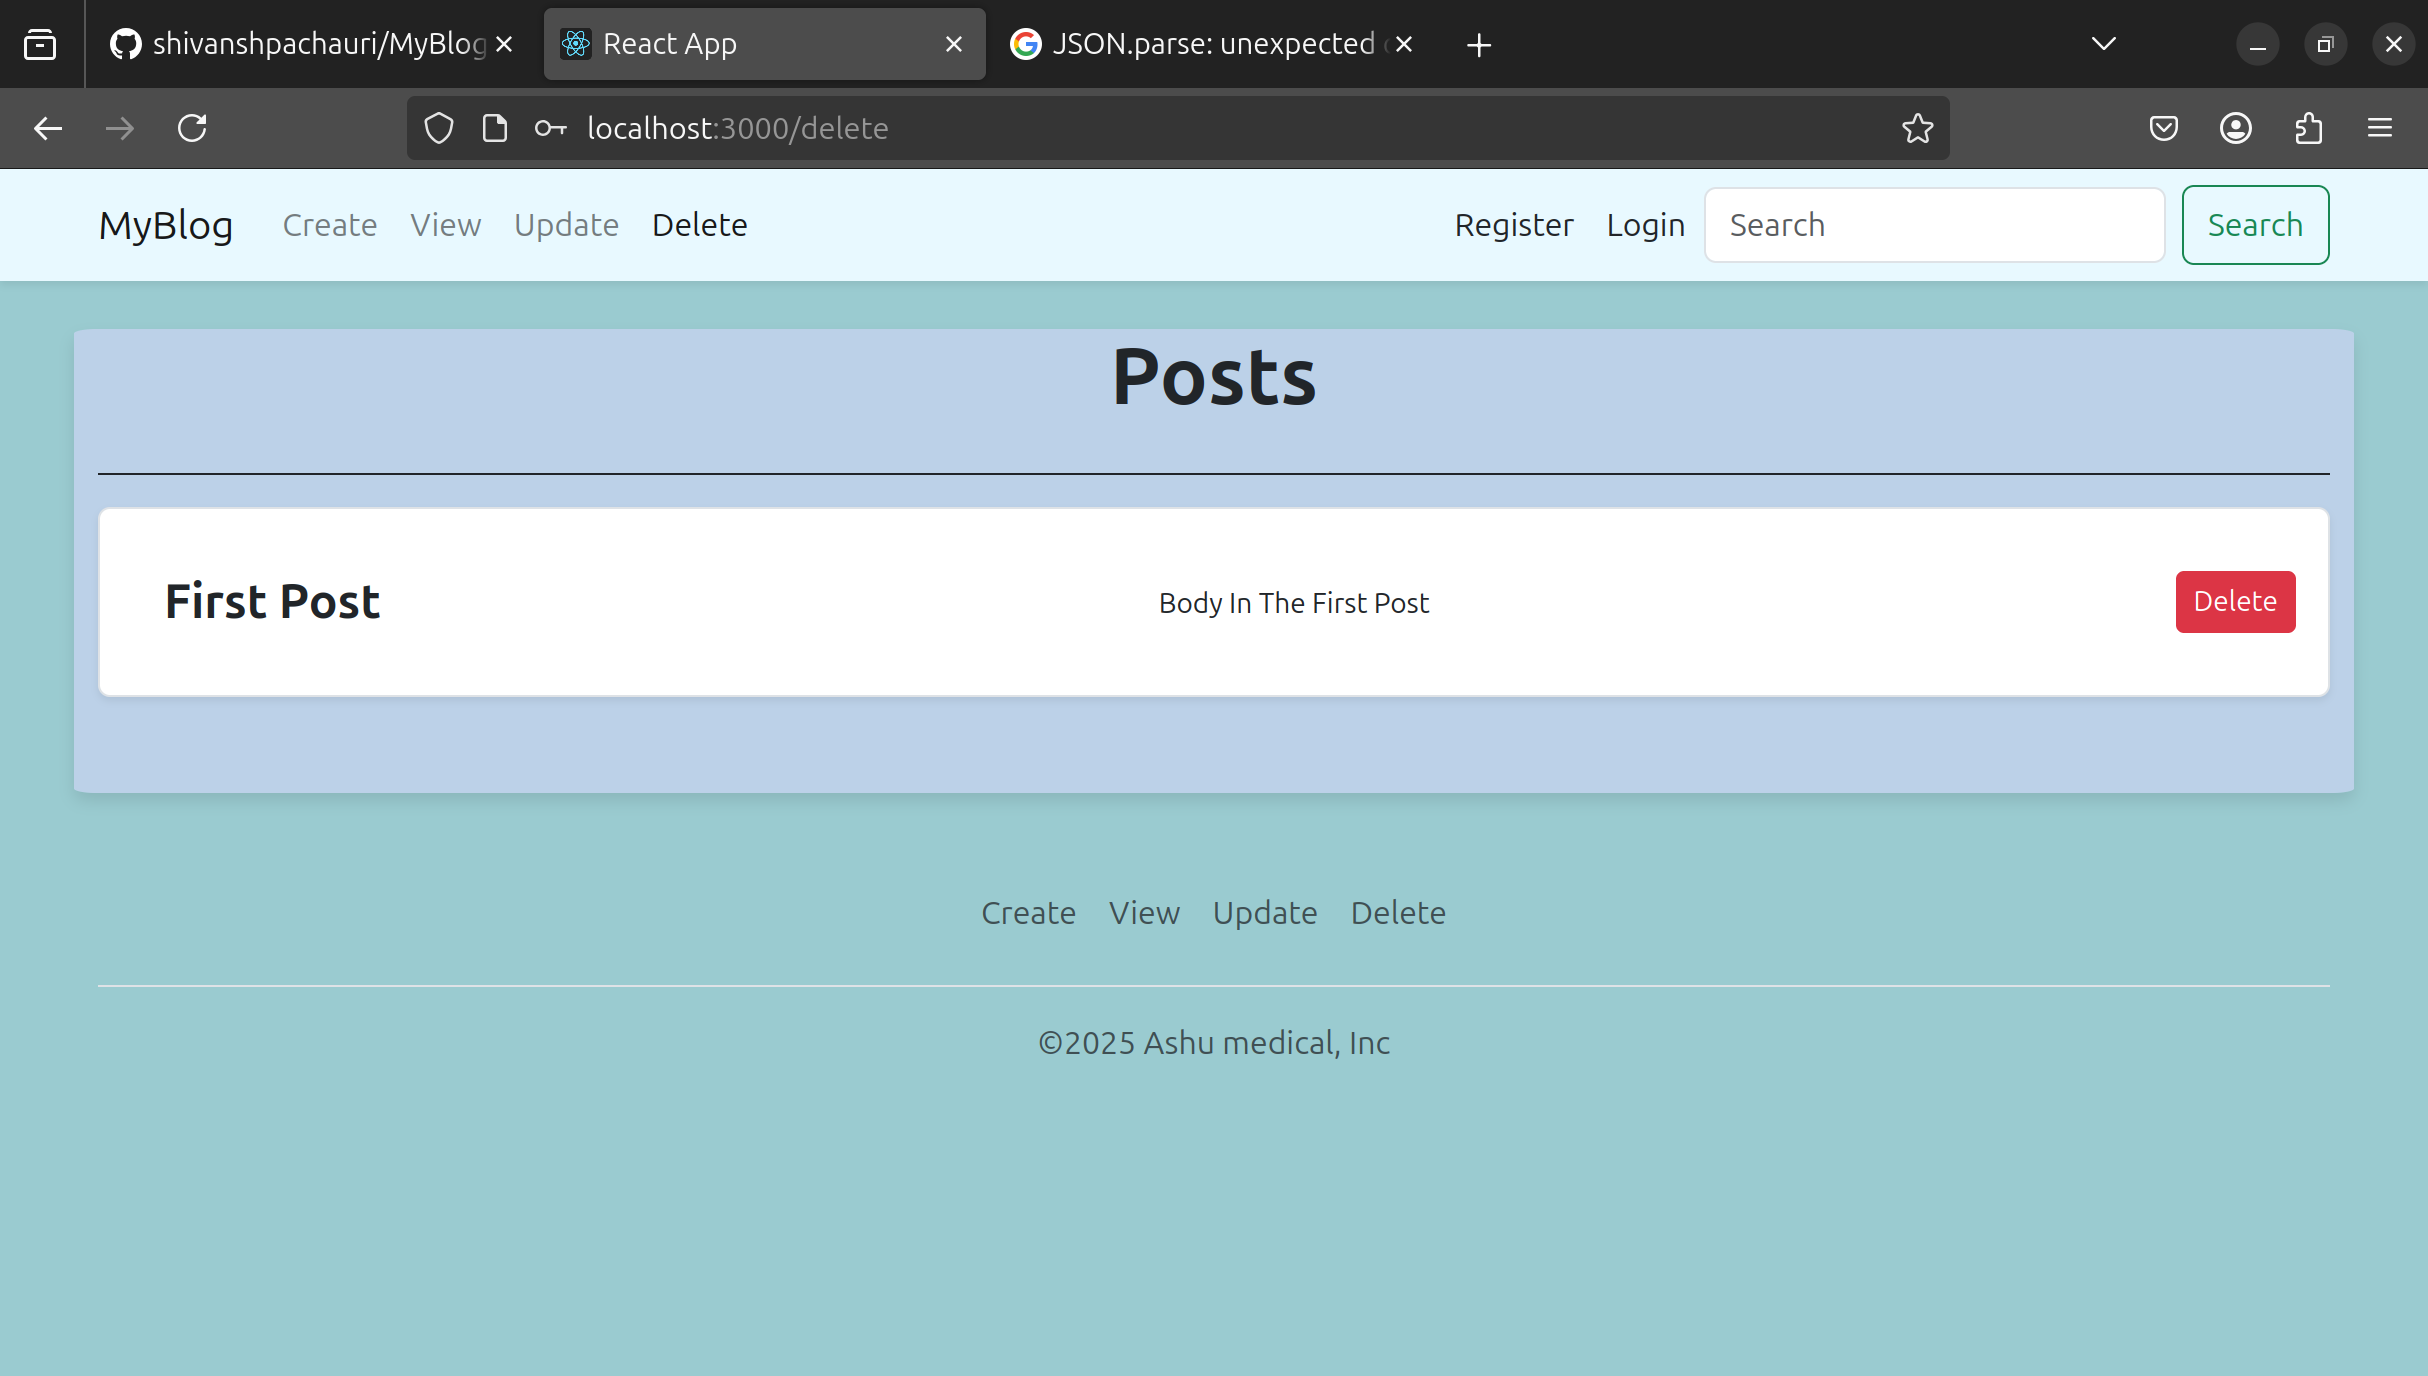 shivanshpachauri/MyBlog
React App
JSON.parse: unexpected
localhost:3000/delete
MyBlog Create View Update Delete Register Login Search Search
Posts
First Post Body In The First Post Delete
Create View Update Delete
©2025 Ashu medical, Inc